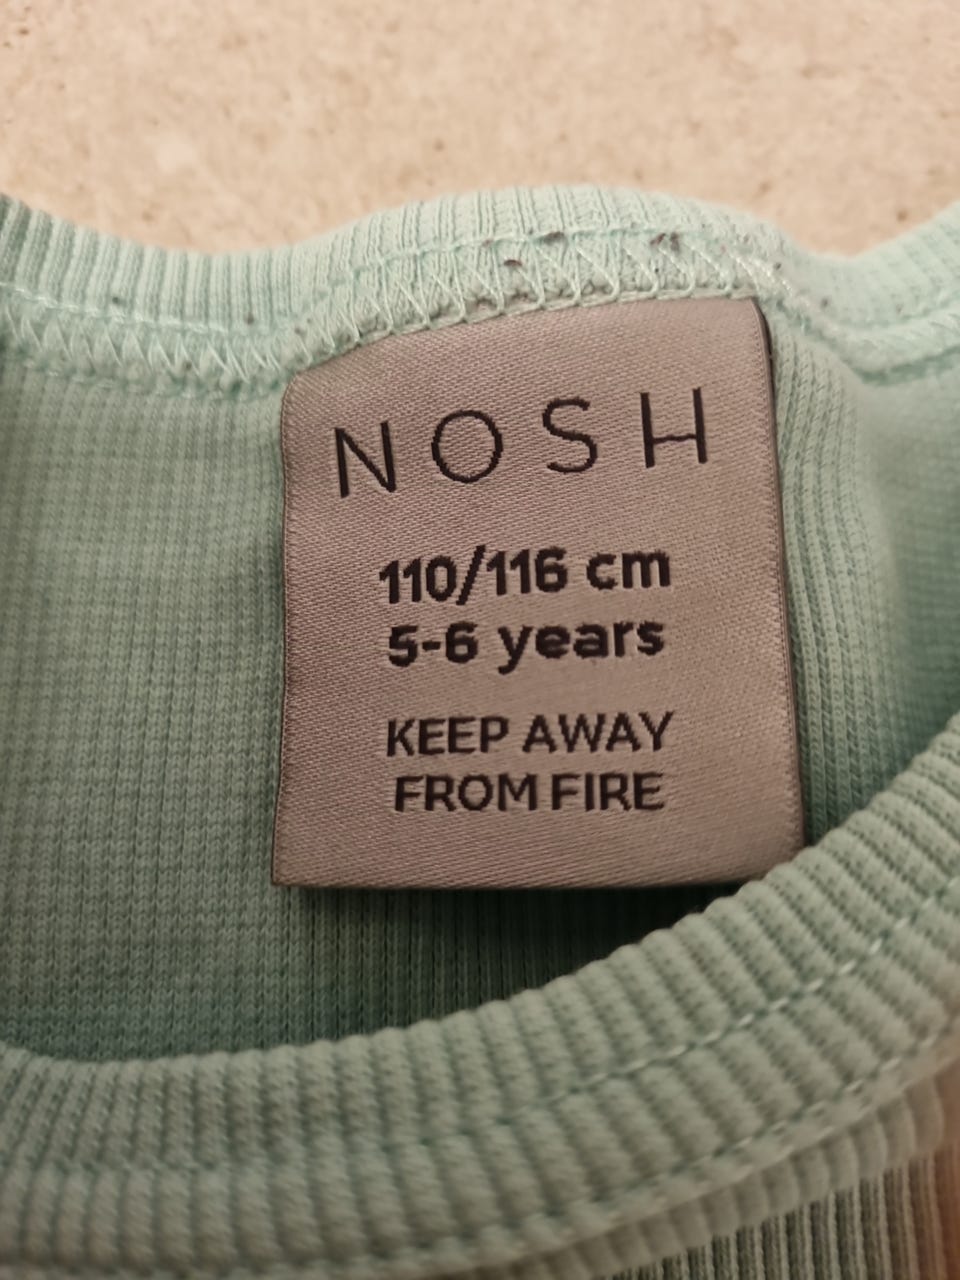 NOSH
110/116 cm
5-6 years
KEEP AWAY
FROM FIRE